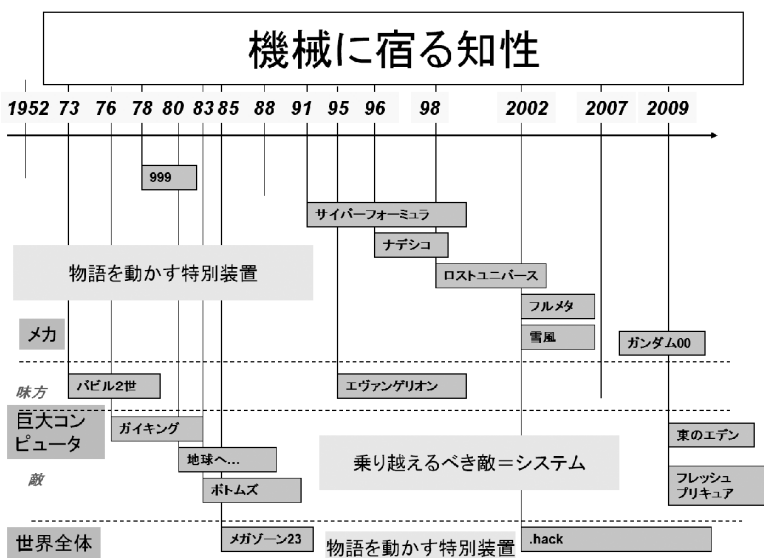 機械に宿る知性
1952 73 76 78 80 83 85 88 91 95 96 98 2002 2007 2009
999
サイバーフォーミュラ
ナデシコ
物語を動かす特別装置
ロストユニバース
フルメタ
メカ
雪風
ガンダム00
味方
バビル2世
エヴァンゲリオン
巨大コン
ピュータ
ガイキング
東のエデン
地球へ…
乗り越えるべき敵＝システム
敵
ボトムズ
フレッシュ
プリキュア
世界全体
メガゾーン23
物語を動かす特別装置
.hack